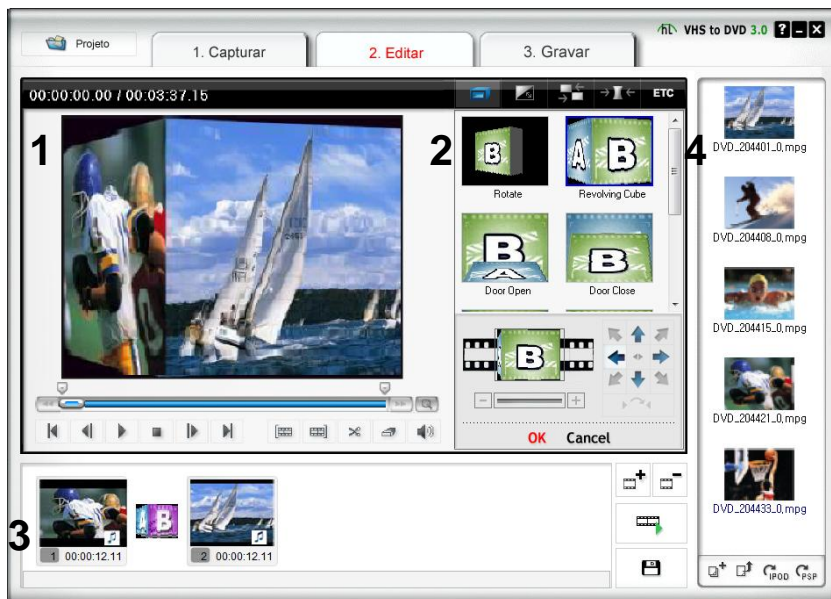 ht VHS to DVD 3.0
Projeto
1. Capturar
2. Editar
3. Gravar
00:00:00.00 / 00:03:37.15
ETC
1
2
4
3
B
Rotate
A B
Revolving Cube
B A
Door Open
B
Door Close
B
OK Cancel
DVD_204401_0.mpg
DVD_204408_0.mpg
DVD_204415_0.mpg
DVD_204421_0.mpg
DVD_204433_0.mpg
1 00:00:12.11
A B
2 00:00:12.11
IPOD
PSP